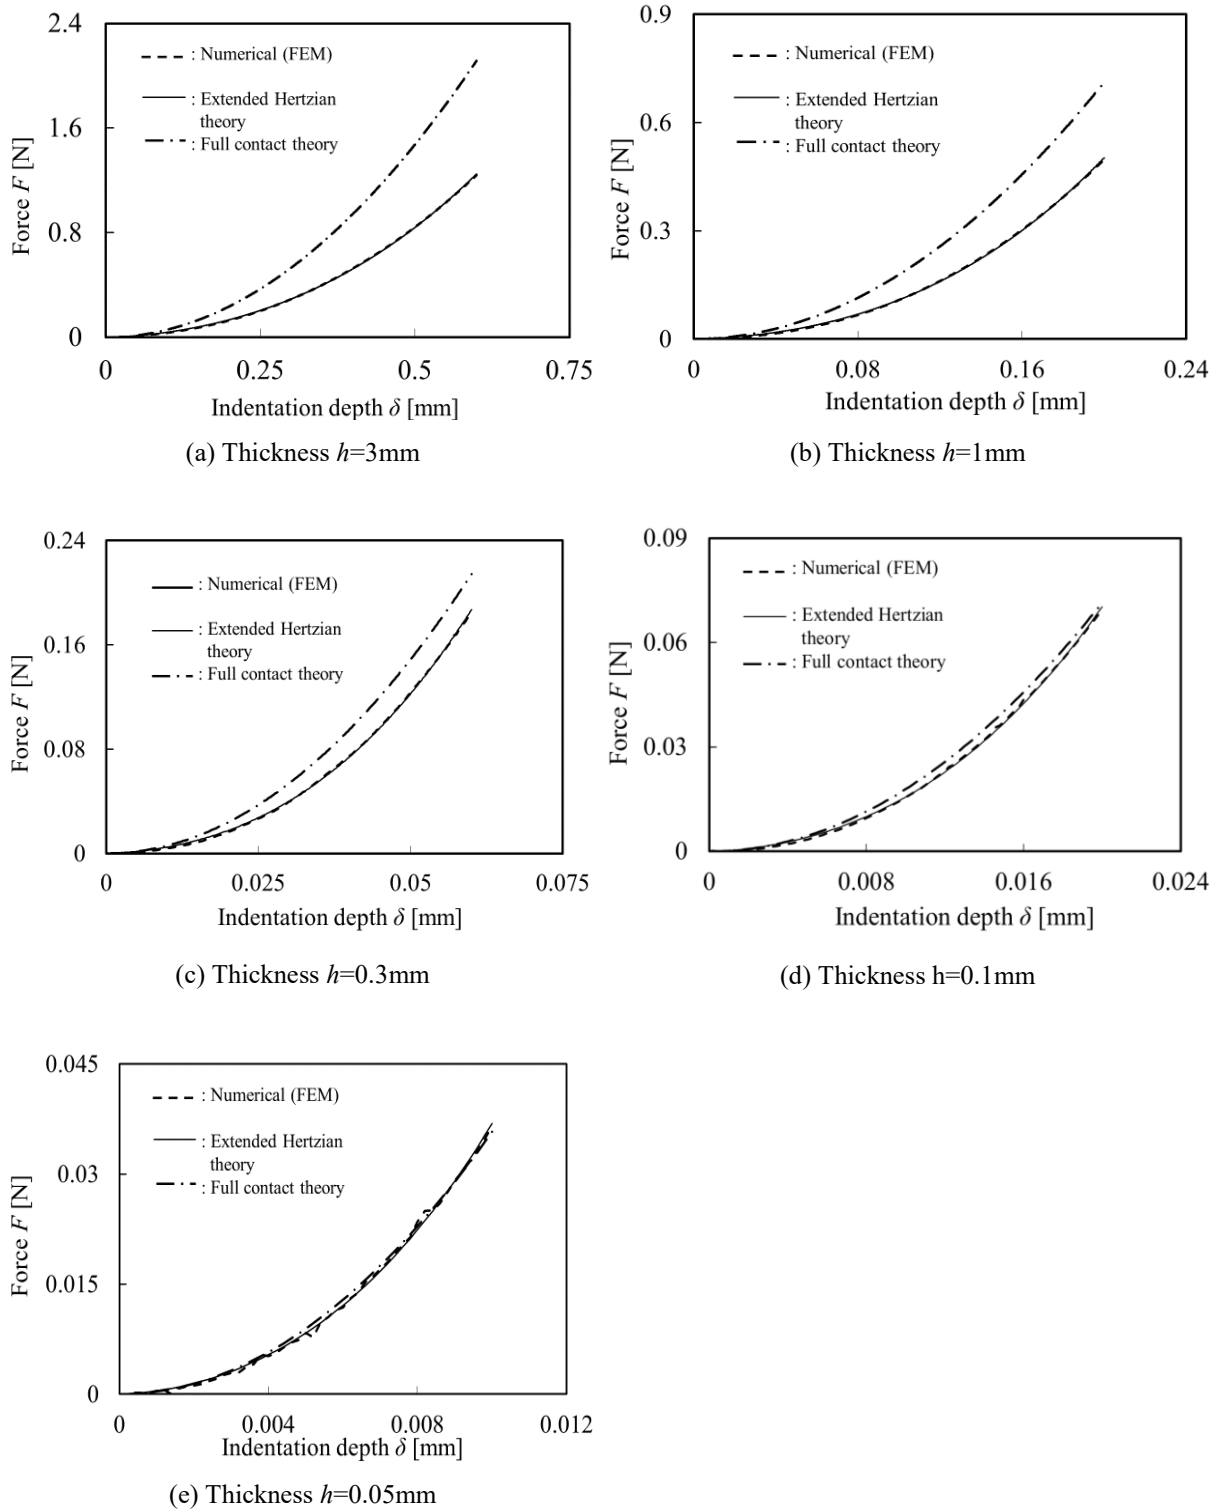 2.4
1.6
0.8
0
Force F [N]
: Numerical (FEM)
: Extended Hertzian
theory
: Full contact theory
0 0.25 0.5 0.75
Indentation depth δ [mm]
(a) Thickness h=3mm
0.9
0.6
0.3
0
Force F [N]
: Numerical (FEM)
: Extended Hertzian
theory
: Full contact theory
0 0.08 0.16 0.24
Indentation depth δ [mm]
(b) Thickness h=1mm
0.24
0.16
0.08
0
Force F [N]
: Numerical (FEM)
: Extended Hertzian
theory
: Full contact theory
0 0.025 0.05 0.075
Indentation depth δ [mm]
(c) Thickness h=0.3mm
0.09
0.06
0.03
0
Force F [N]
: Numerical (FEM)
: Extended Hertzian
theory
: Full contact theory
0 0.008 0.016 0.024
Indentation depth δ [mm]
(d) Thickness h=0.1mm
0.045
0.03
0.015
0
Force F [N]
: Numerical (FEM)
: Extended Hertzian
theory
: Full contact theory
0 0.004 0.008 0.012
Indentation depth δ [mm]
(e) Thickness h=0.05mm